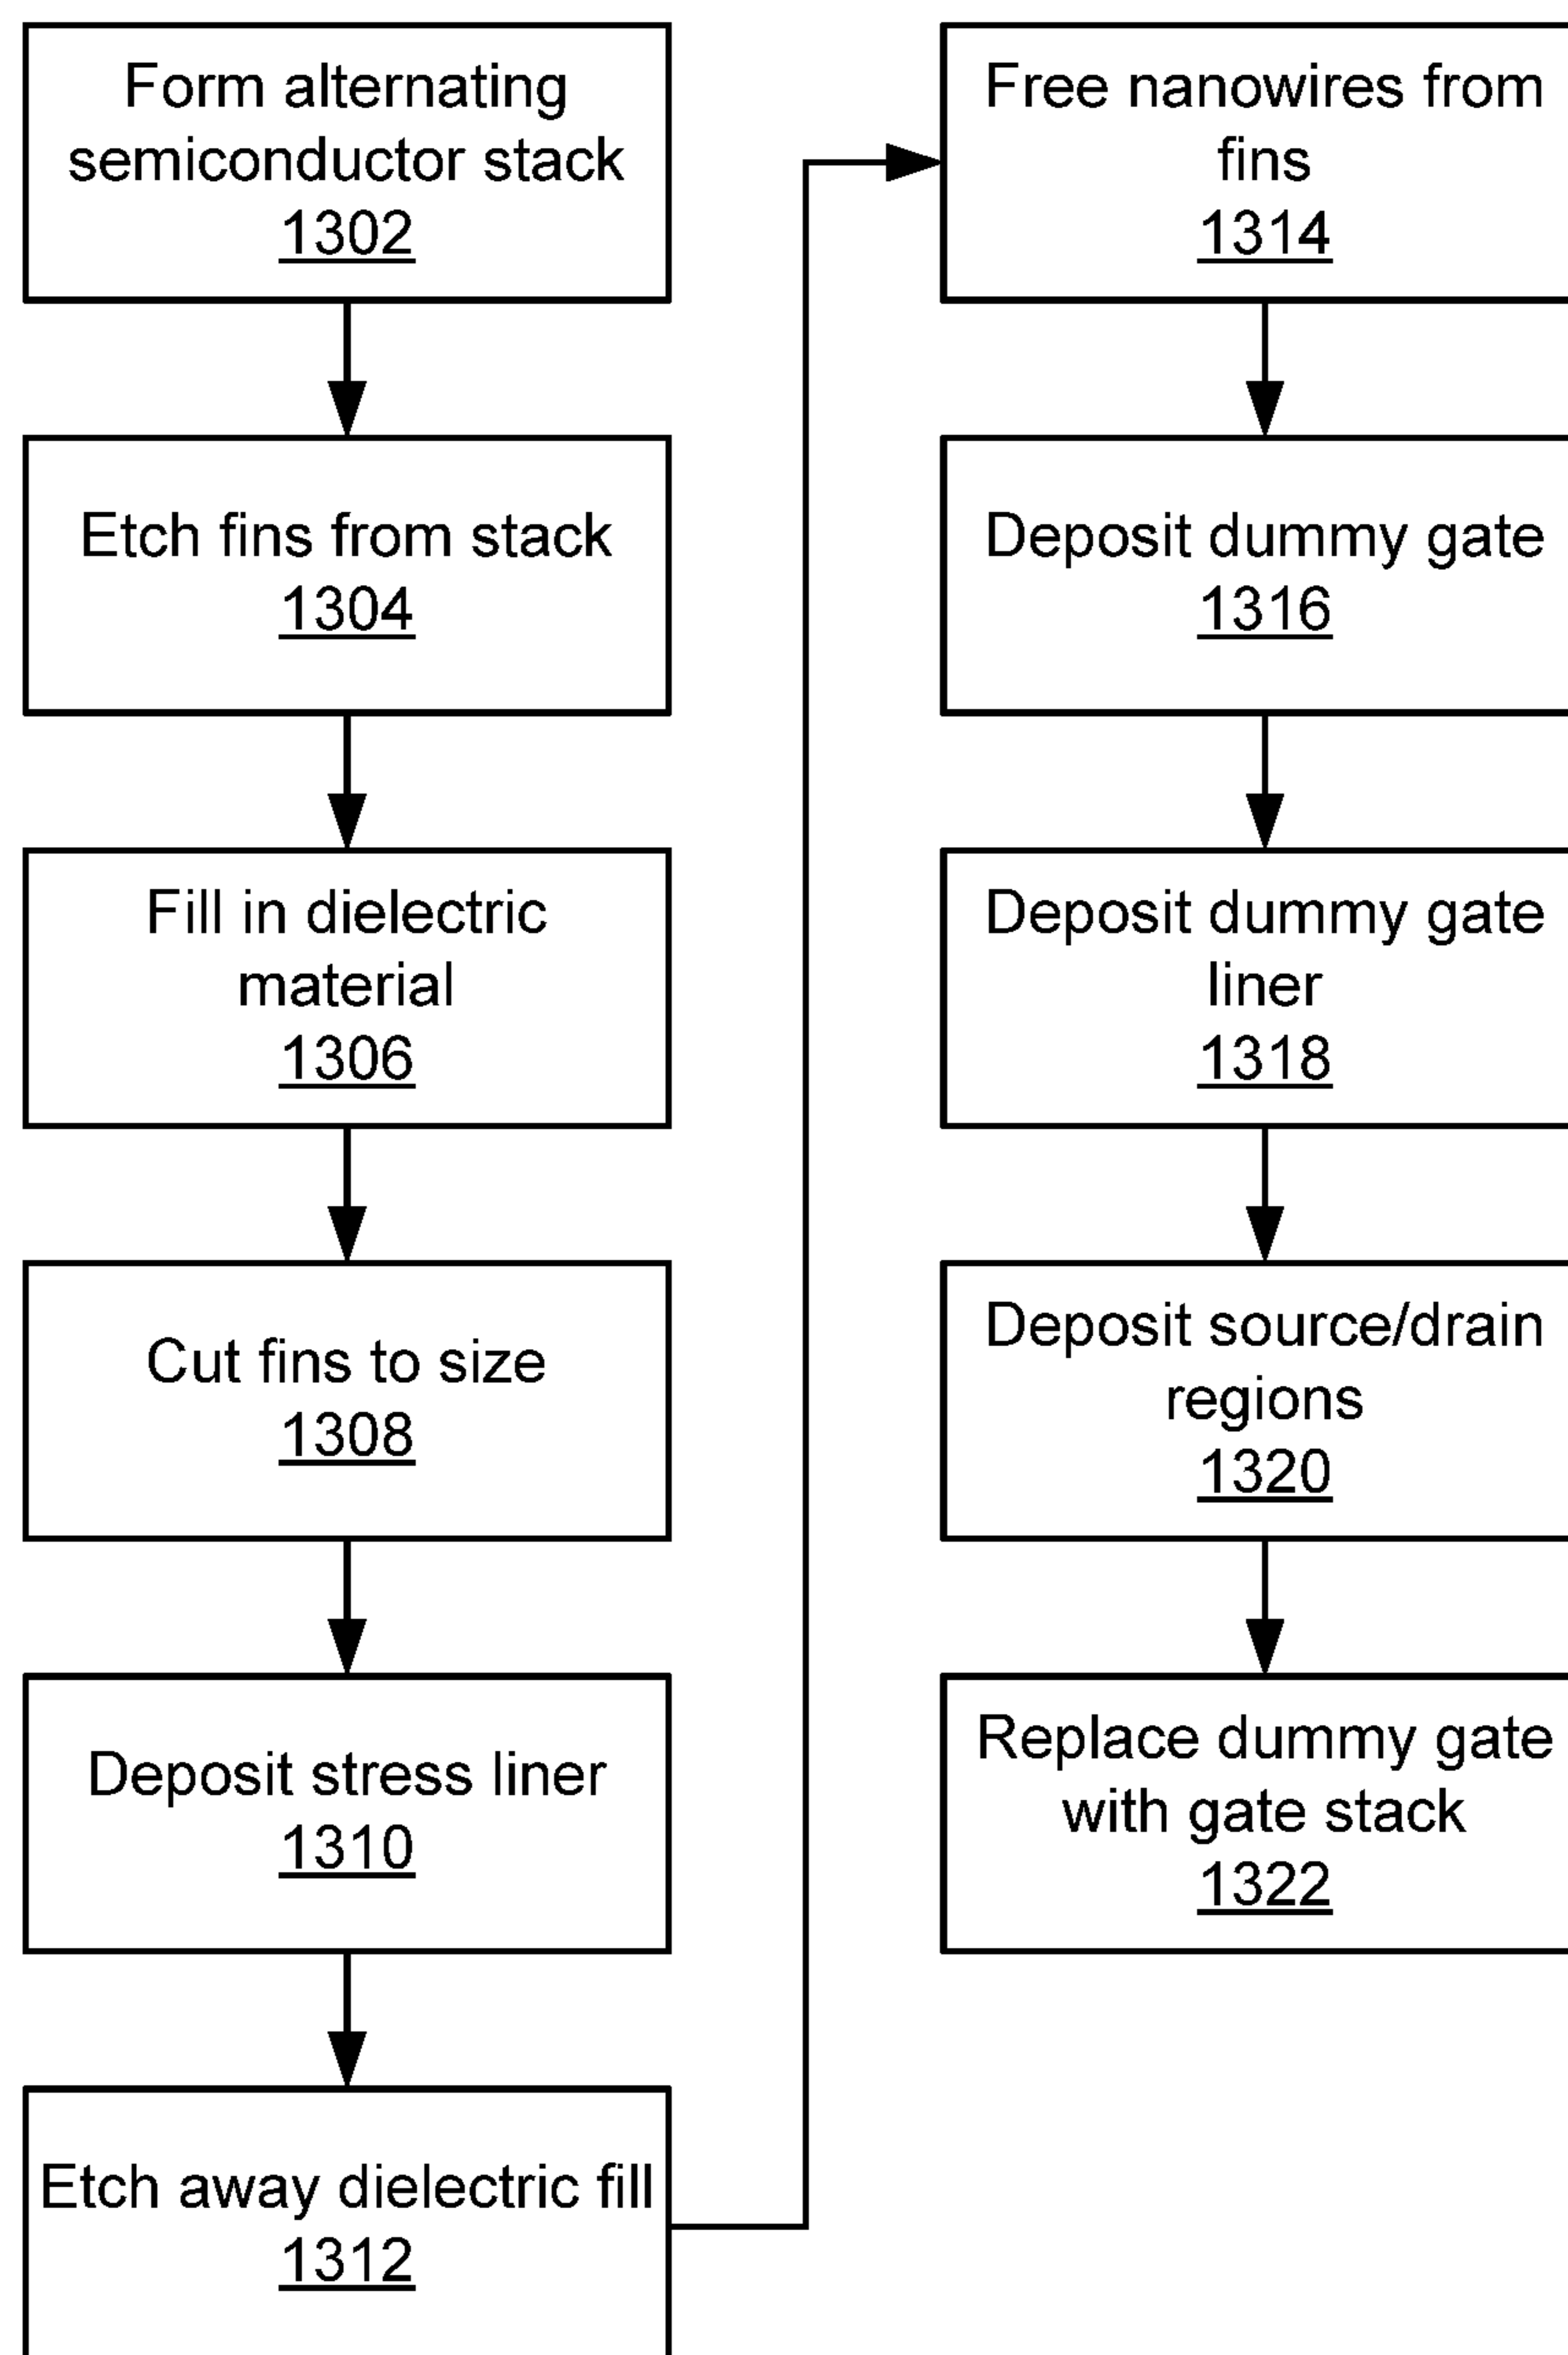 Form alternating
semiconductor stack
1302
Etch fins from stack
1304
Fill in dielectric
material
1306
Cut fins to size
1308
Deposit stress liner
1310
Etch away dielectric fill
1312
Free nanowires from
fins
1314
Deposit dummy gate
1316
Deposit dummy gate
liner
1318
Deposit source/drain
regions
1320
Replace dummy gate
with gate stack
1322